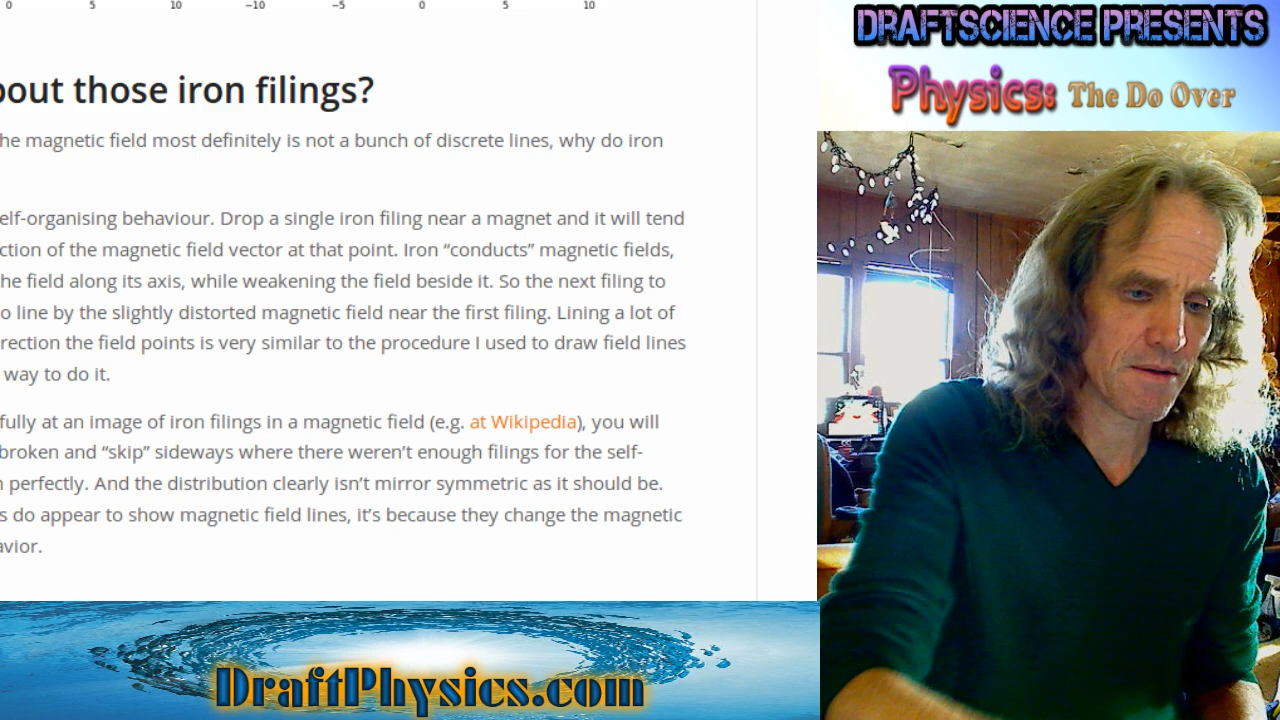 0 5 10 −10 −5 0 5 10
DRAFTSCIENCE PRESENTS
Physics: The Do Over
bout those iron filings?
he magnetic field most definitely is not a bunch of discrete lines, why do iron
elf-organising behaviour. Drop a single iron filing near a magnet and it will tend
ction of the magnetic field vector at that point. Iron “conducts” magnetic fields,
he field along its axis, while weakening the field beside it. So the next filing to
o line by the slightly distorted magnetic field near the first filing. Lining a lot of
rection the field points is very similar to the procedure I used to draw field lines
way to do it.
fully at an image of iron filings in a magnetic field (e.g. at Wikipedia), you will
broken and “skip” sideways where there weren’t enough filings for the self-
n perfectly. And the distribution clearly isn’t mirror symmetric as it should be.
s do appear to show magnetic field lines, it’s because they change the magnetic
avior.
DraftPhysics.com